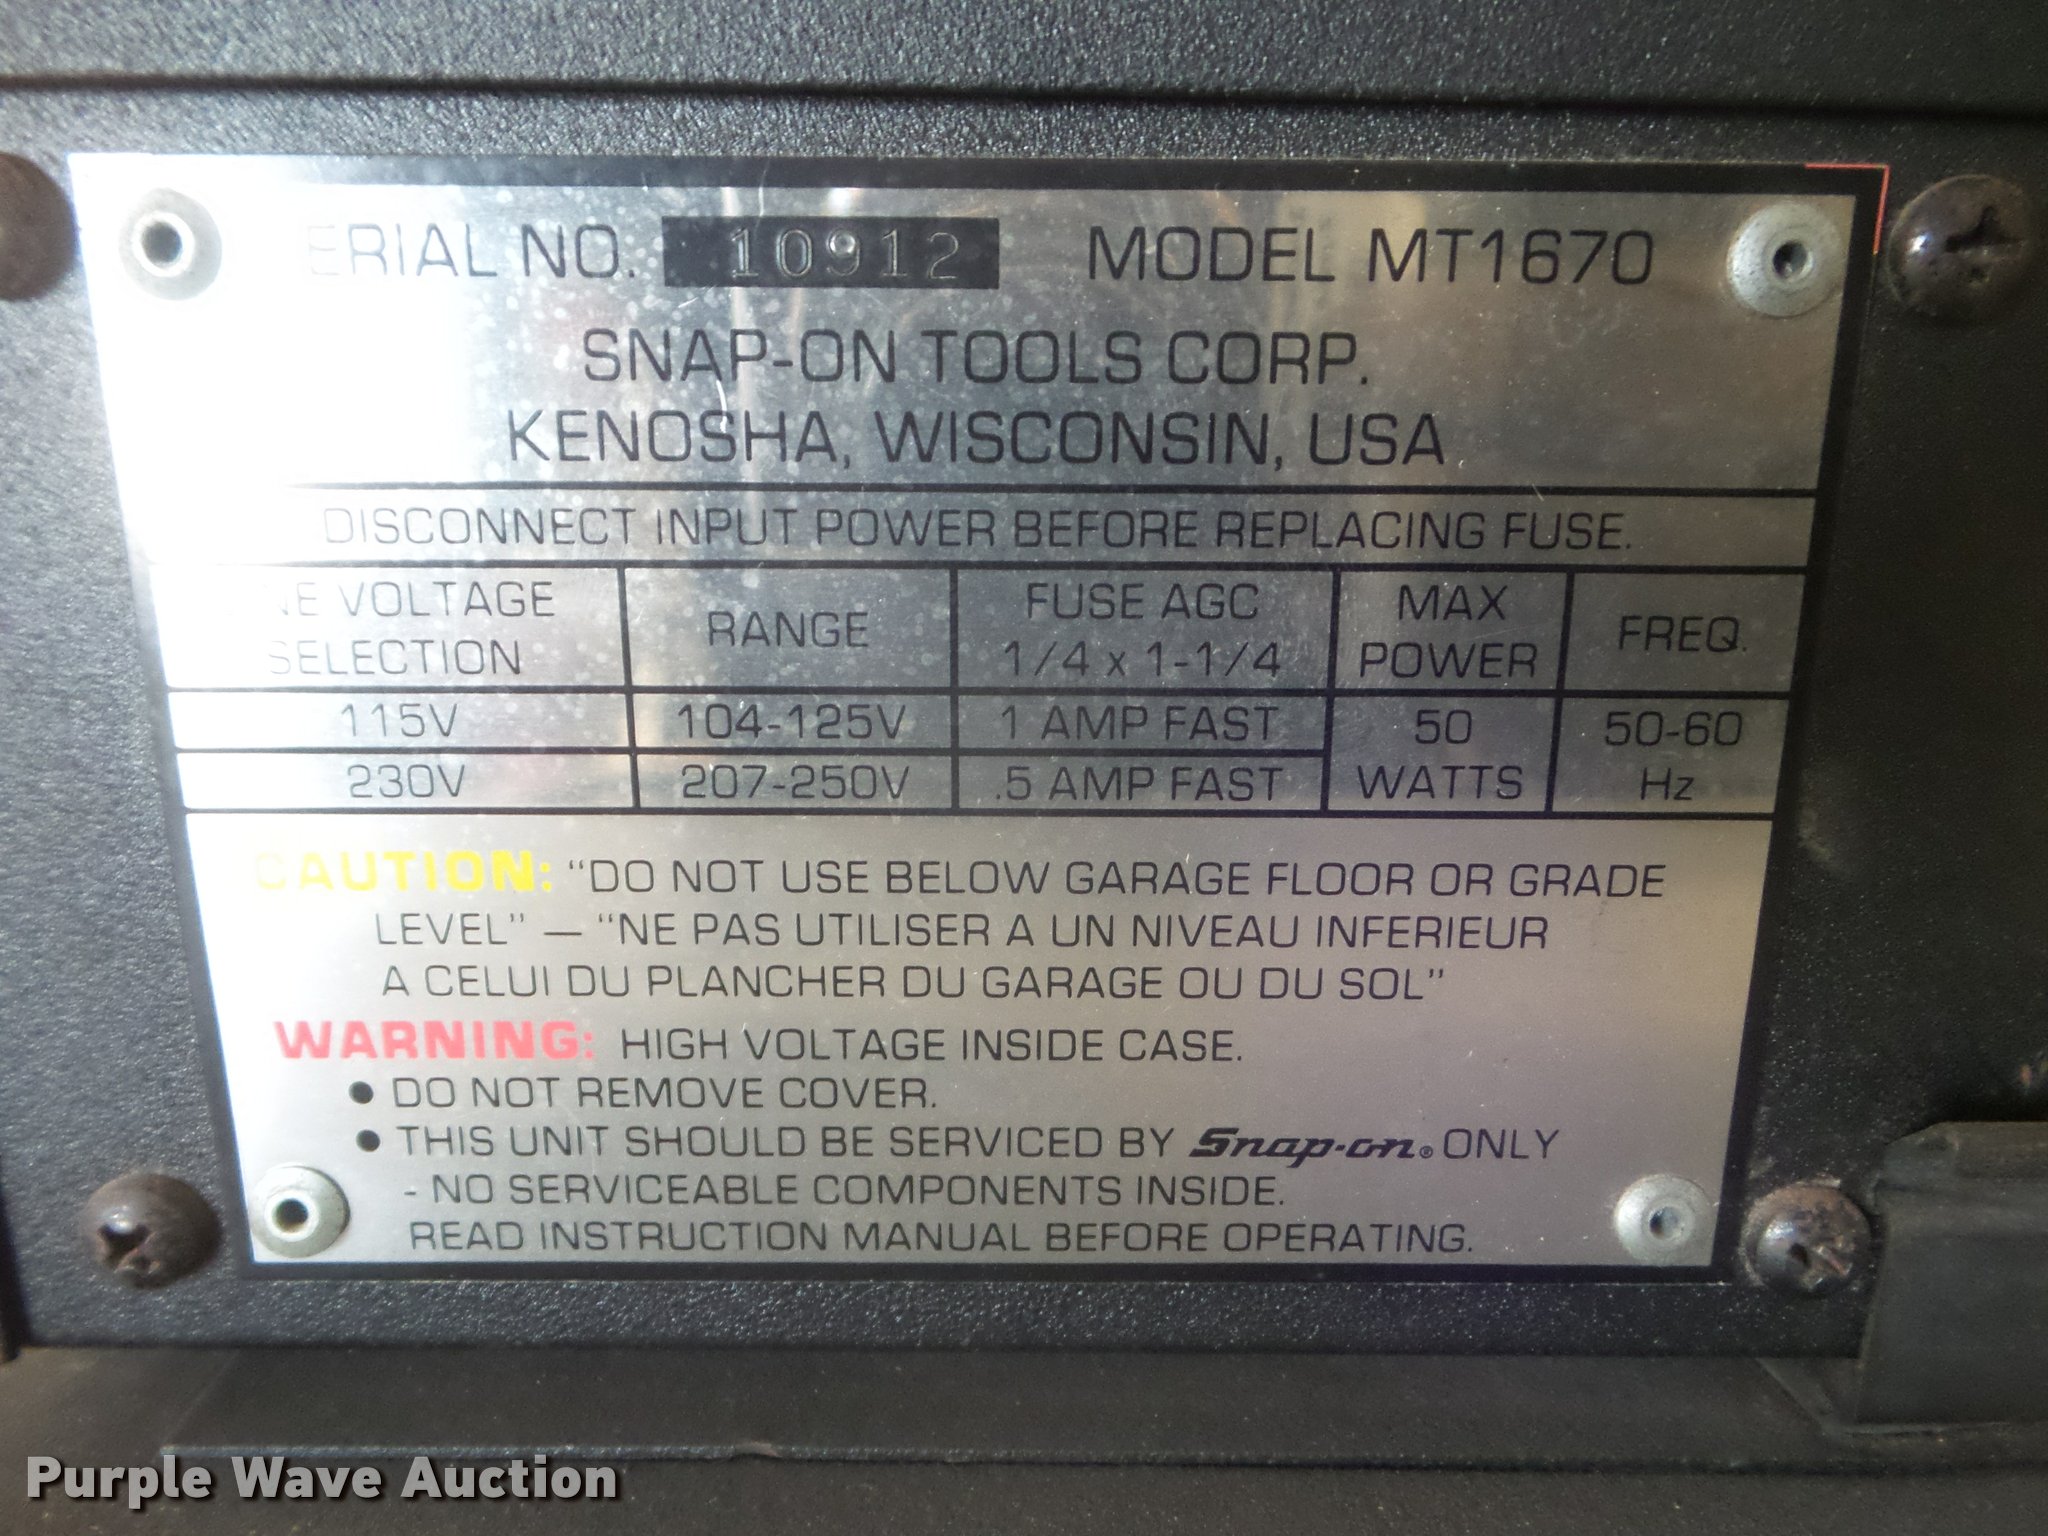 SERIAL NO. 10912 MODEL MT1670
SNAP-ON TOOLS CORP.
KENOSHA, WISCONSIN, USA
DISCONNECT INPUT POWER BEFORE REPLACING FUSE.
LINE VOLTAGE SELECTION RANGE FUSE AGC 1/4 x 1-1/4 MAX POWER FREQ.
115V 104-125V 1 AMP FAST 50 WATTS 50-60 Hz
230V 207-250V .5 AMP FAST
CAUTION: "DO NOT USE BELOW GARAGE FLOOR OR GRADE
LEVEL" — "NE PAS UTILISER A UN NIVEAU INFERIEUR
A CELUI DU PLANCHER DU GARAGE OU DU SOL"
WARNING: HIGH VOLTAGE INSIDE CASE.
• DO NOT REMOVE COVER.
• THIS UNIT SHOULD BE SERVICED BY Snap-on® ONLY
- NO SERVICEABLE COMPONENTS INSIDE.
READ INSTRUCTION MANUAL BEFORE OPERATING.
Purple Wave Auction